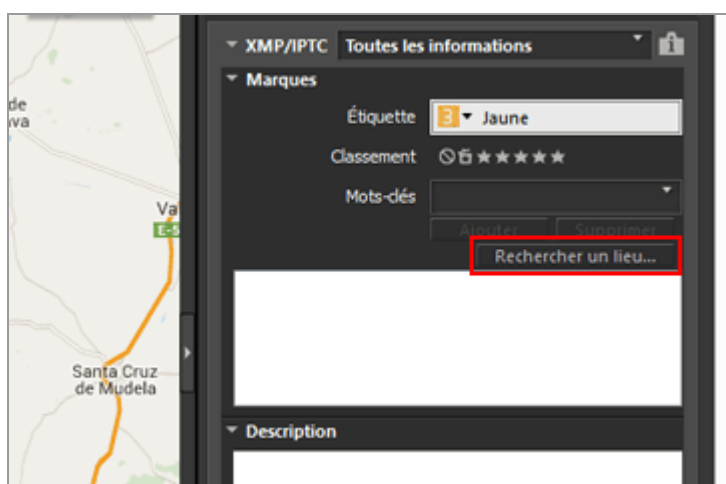 XMP/IPTC Toutes les informations
Marques
de
va
Étiquette 3 Jaune
Classement
Mots-clés
Va
E-5
Ajouter Supprimer
Rechercher un lieu...
Santa Cruz
de Mudela
Description